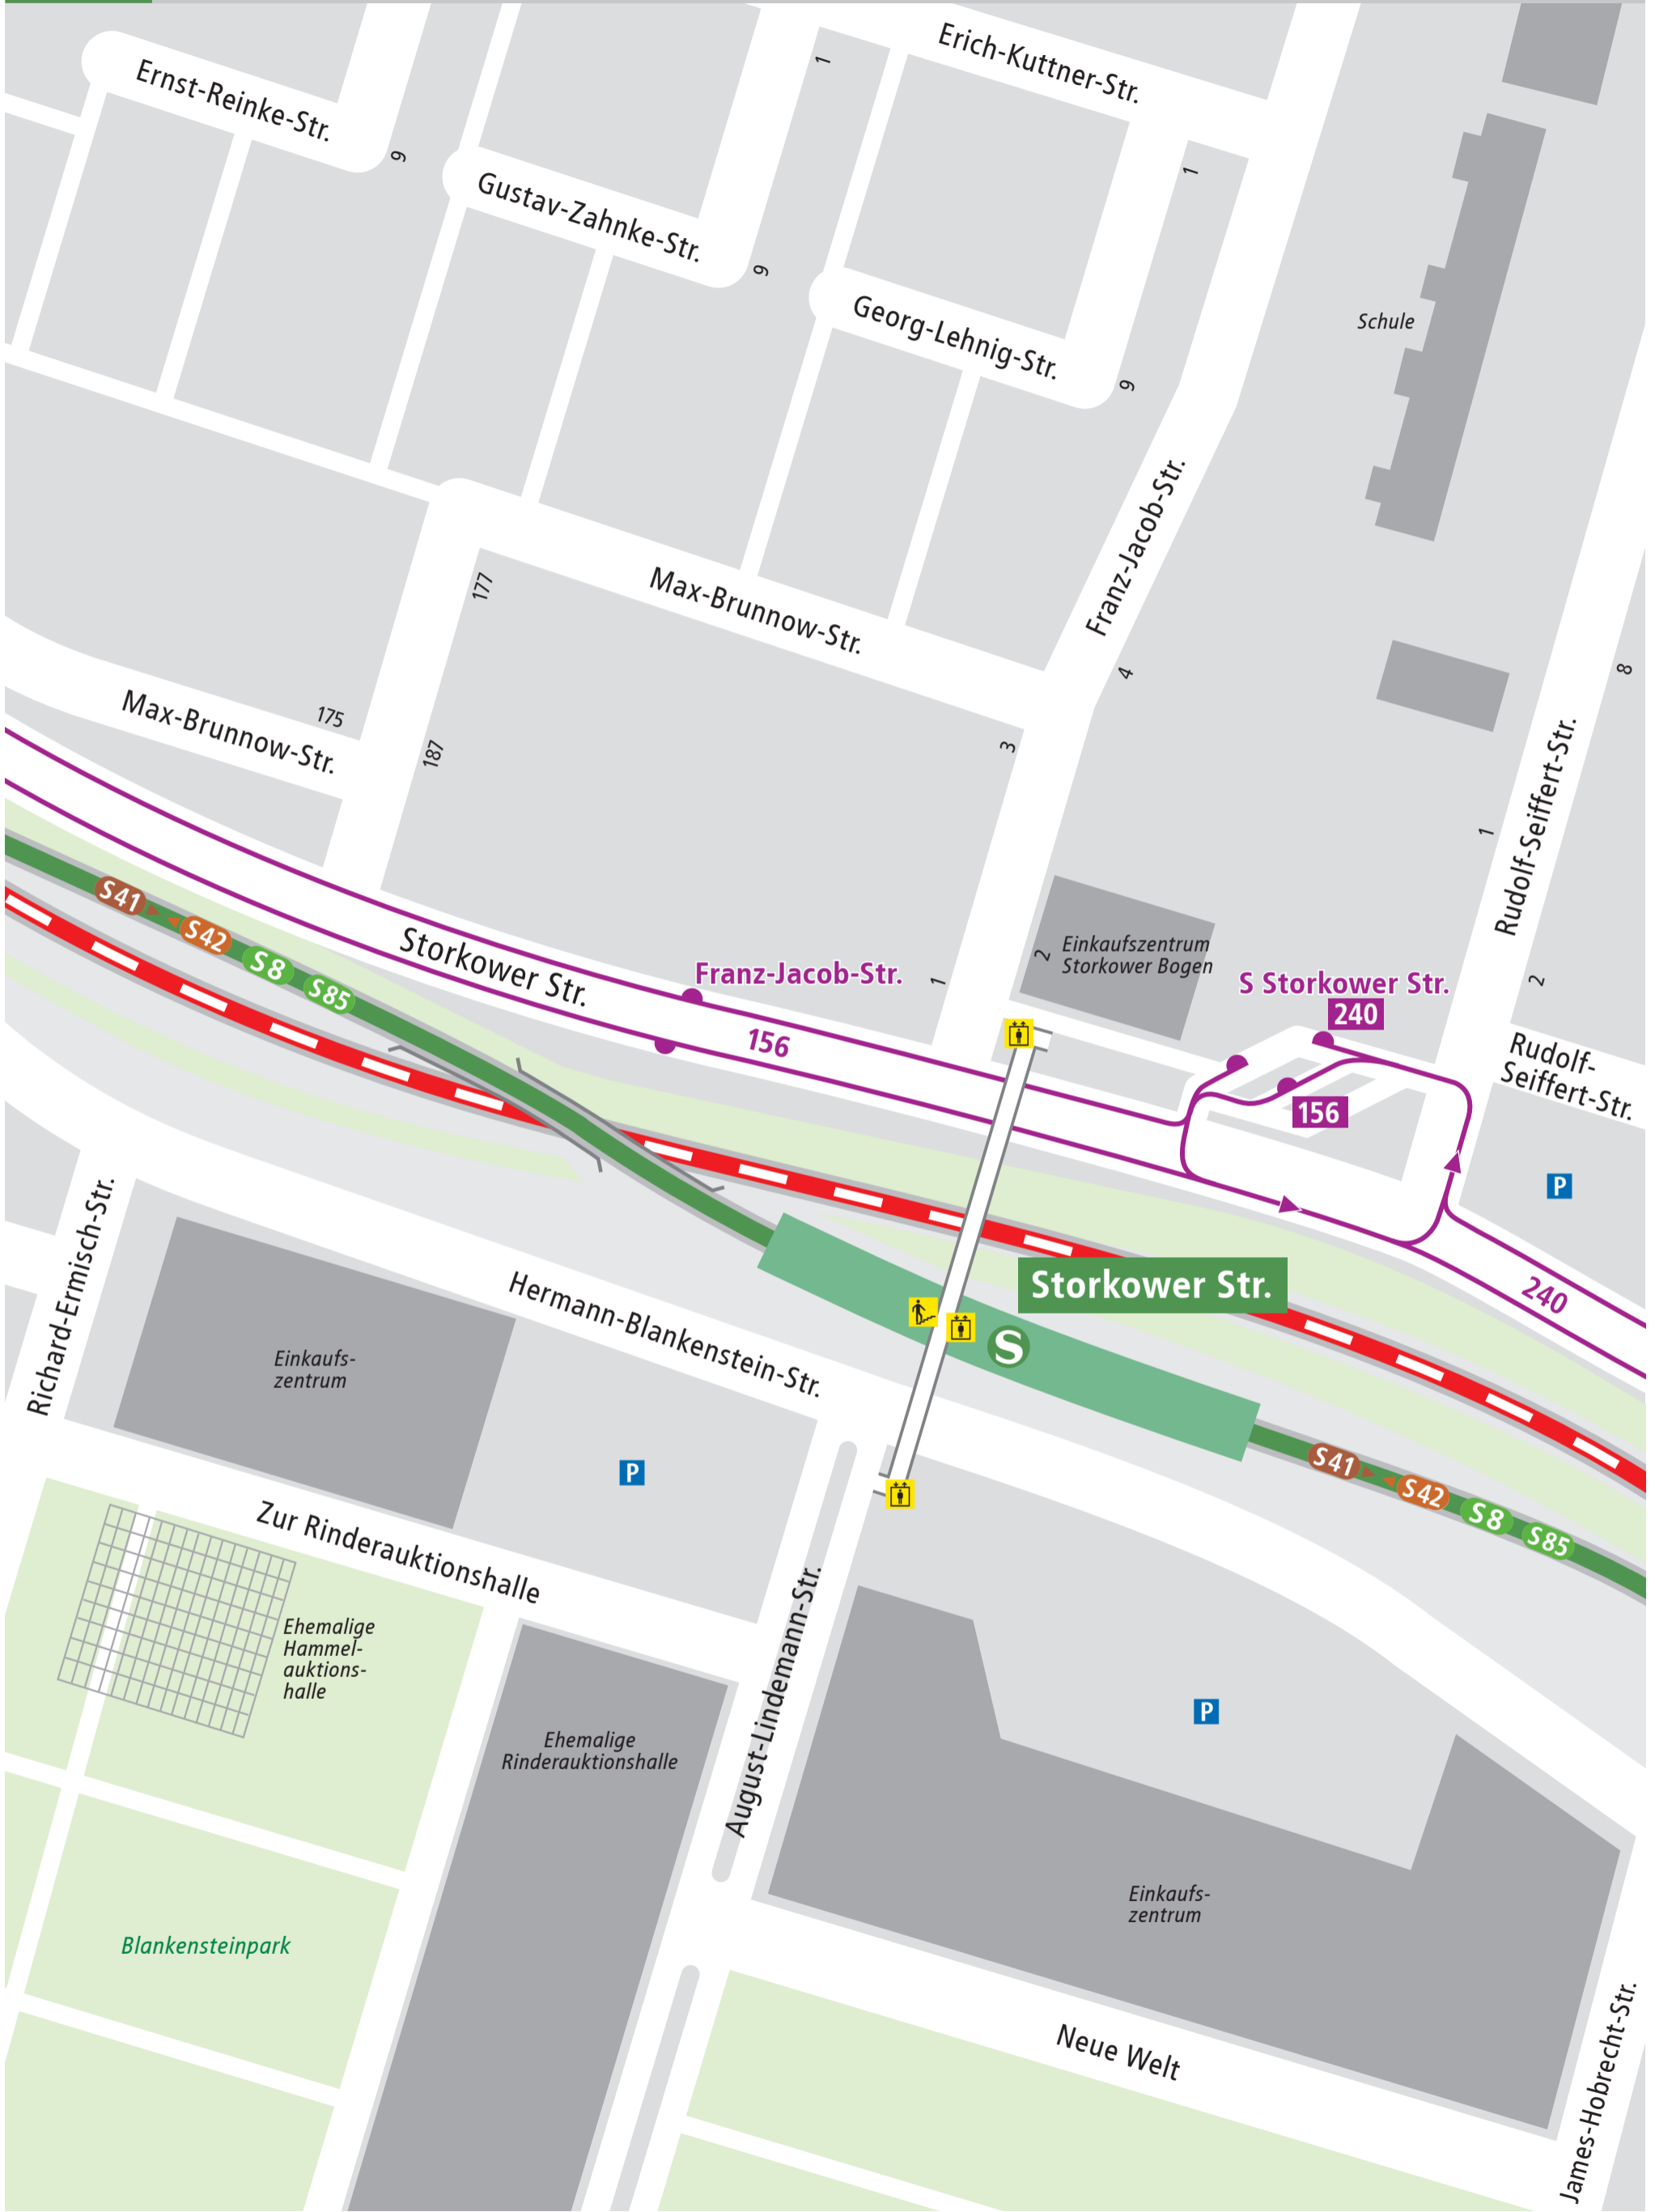 Erich-Kuttner-Str.
1
Ernst-Reinke-Str.
9
1
Gustav-Zahnke-Str.
9
Georg-Lehnig-Str.
9
Schule
Franz-Jacob-Str.
177
Max-Brunnow-Str.
4
8
Max-Brunnow-Str.
175
187
3
1
Rudolf-Seiffert-Str.
S41
S42
S8
S85
Storkower Str.
Franz-Jacob-Str.
1
2
Einkaufszentrum
Storkower Bogen
S Storkower Str.
240
2
156
156
Rudolf-
Seiffert-Str.
P
Richard-Ermisch-Str.
Storkower Str.
240
Hermann-Blankenstein-Str.
S
Einkaufs-
zentrum
P
S41
S42
S8
S85
Zur Rinderauktionshalle
Ehemalige
Hammel-
auktions-
halle
August-Lindemann-Str.
P
Ehemalige
Rinderauktionshalle
Einkaufs-
zentrum
Blankensteinpark
Neue Welt
James-Hobrecht-Str.